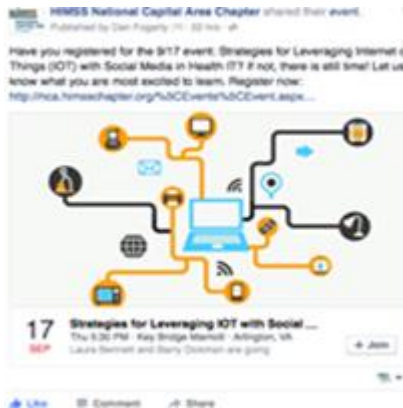 HIMSS National Capital Area Chapter shared their event.
Published by Dan Fogarty
Have you registered for the 9/17 event: Strategies for Leveraging Internet o
Things (IOT) with Social Media in Health IT? If not, there is still time! Let us
know what you are most excited to learn. Register now:
http://nca.himsschapter.org/%5CEvents%5CEvent.aspx...
17
SEP
Strategies for Leveraging IOT with Social ...
Thu 5:30 PM · Key Bridge Marriott · Arlington, VA
Laura Bennett and are going
+ Join
Like Comment Share